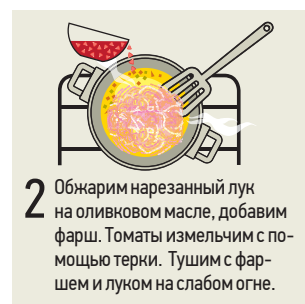 2 Обжарим нарезанный лук
на оливковом масле, добавим
фарш. Томаты измельчим с по-
мощью терки. Тушим с фар-
шем и луком на слабом огне.